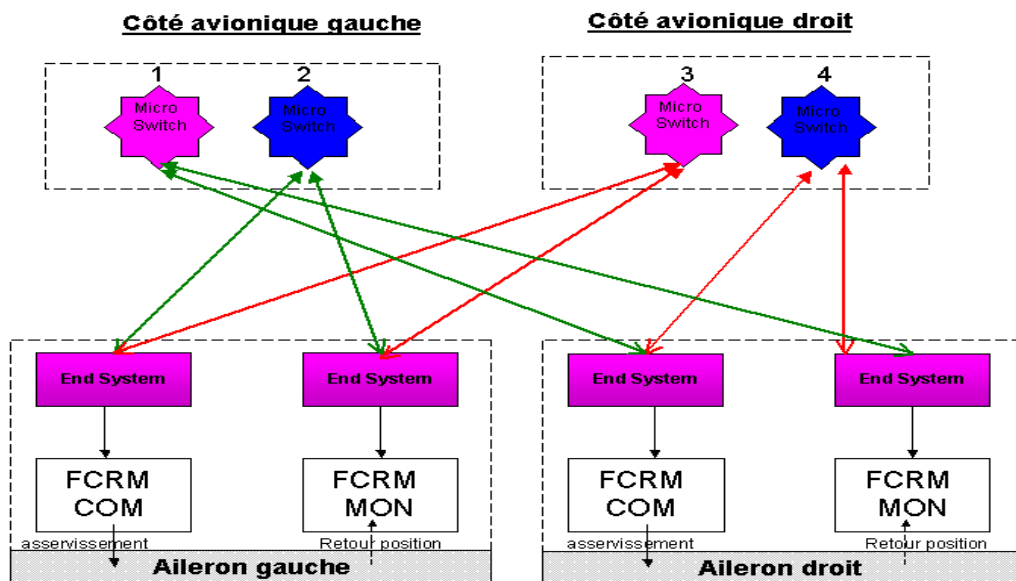 Côté avionique gauche
Côté avionique droit
1
2
3
4
Micro
Switch
Micro
Switch
Micro
Switch
Micro
Switch
End System
End System
End System
End System
FCRM
COM
FCRM
MON
FCRM
COM
FCRM
MON
asservissement
Retour position
asservissement
Retour position
Aileron gauche
Aileron droit